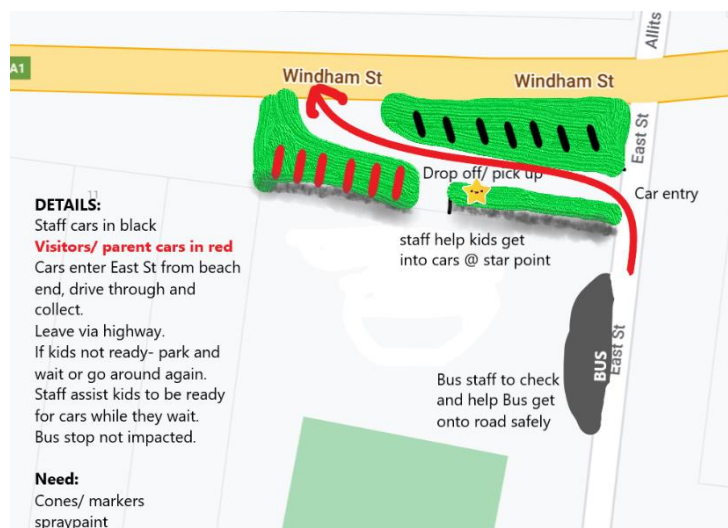 A1
Windham St
Windham St
Allits
East St
Drop off/ pick up
Car entry
11
DETAILS:
Staff cars in black
Visitors/ parent cars in red
Cars enter East St from beach
end, drive through and
collect.
Leave via highway.
If kids not ready- park and
wait or go around again.
Staff assist kids to be ready
for cars while they wait.
Bus stop not impacted.
staff help kids get
into cars @ star point
BUS
East St
Bus staff to check
and help Bus get
onto road safely
Need:
Cones/ markers
spraypaint